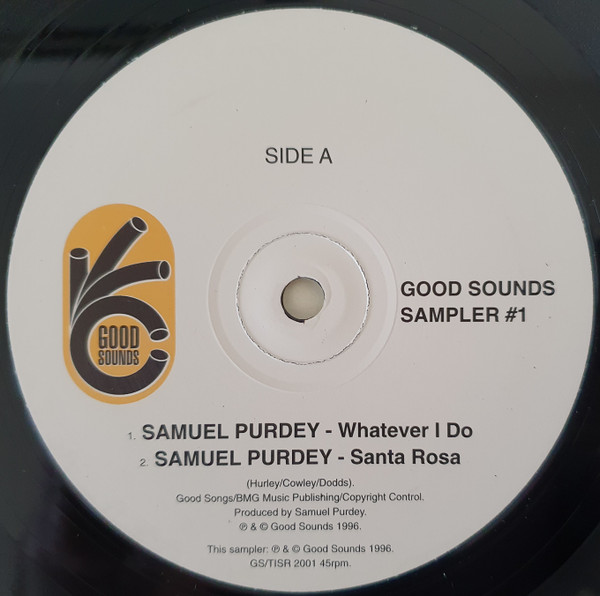 SIDE A
GOOD
SOUNDS
GOOD SOUNDS
SAMPLER #1
1. SAMUEL PURDEY - Whatever I Do
2. SAMUEL PURDEY - Santa Rosa
(Hurley/Cowley/Dodds).
Good Songs/BMG Music Publishing/Copyright Control.
Produced by Samuel Purdey.
℗ & © Good Sounds 1996.
This sampler: ℗ & © Good Sounds 1996.
GS/TISR 2001 45rpm.